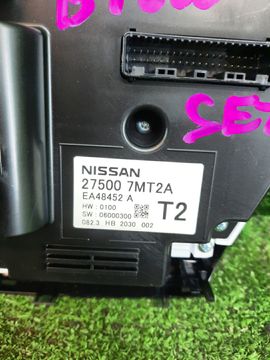 NISSAN
27500 7MT2A
EA48452 A
HW : 0100
SW : 06000300
T2
082.3 HB 2030 002